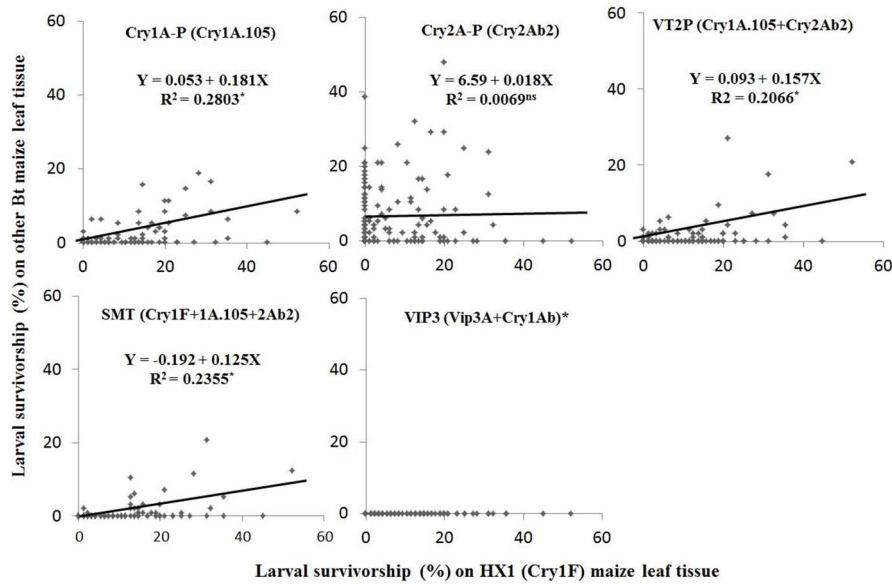 Cry1A-P (Cry1A.105)
Y = 0.053 + 0.181X
R² = 0.2803*
60
40
20
0
0 20 40 60
Cry2A-P (Cry2Ab2)
Y = 6.59 + 0.018X
R² = 0.0069ns
60
40
20
0
0 20 40 60
VT2P (Cry1A.105+Cry2Ab2)
Y = 0.093 + 0.157X
R2 = 0.2066*
60
40
20
0
0 20 40 60
SMT (Cry1F+1A.105+2Ab2)
Y = -0.192 + 0.125X
R² = 0.2355*
60
40
20
0
0 20 40 60
VIP3 (Vip3A+Cry1Ab)*
60
40
20
0
0 20 40 60
Larval survivorship (%) on other Bt maize leaf tissue
Larval survivorship (%) on HX1 (Cry1F) maize leaf tissue